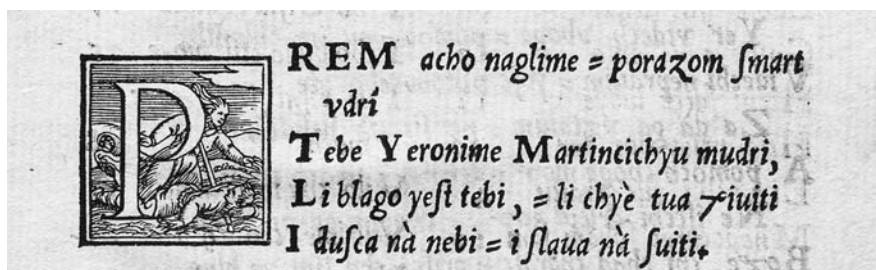 PREM acho naglime = porazom ſmart
vdri
Tebe Yeronime Martincichyu mudri,
Li blago yeſt tebi, = li chyè tua ziuiti
I duſca nà nebi = i ſlaua nà ſuiti.